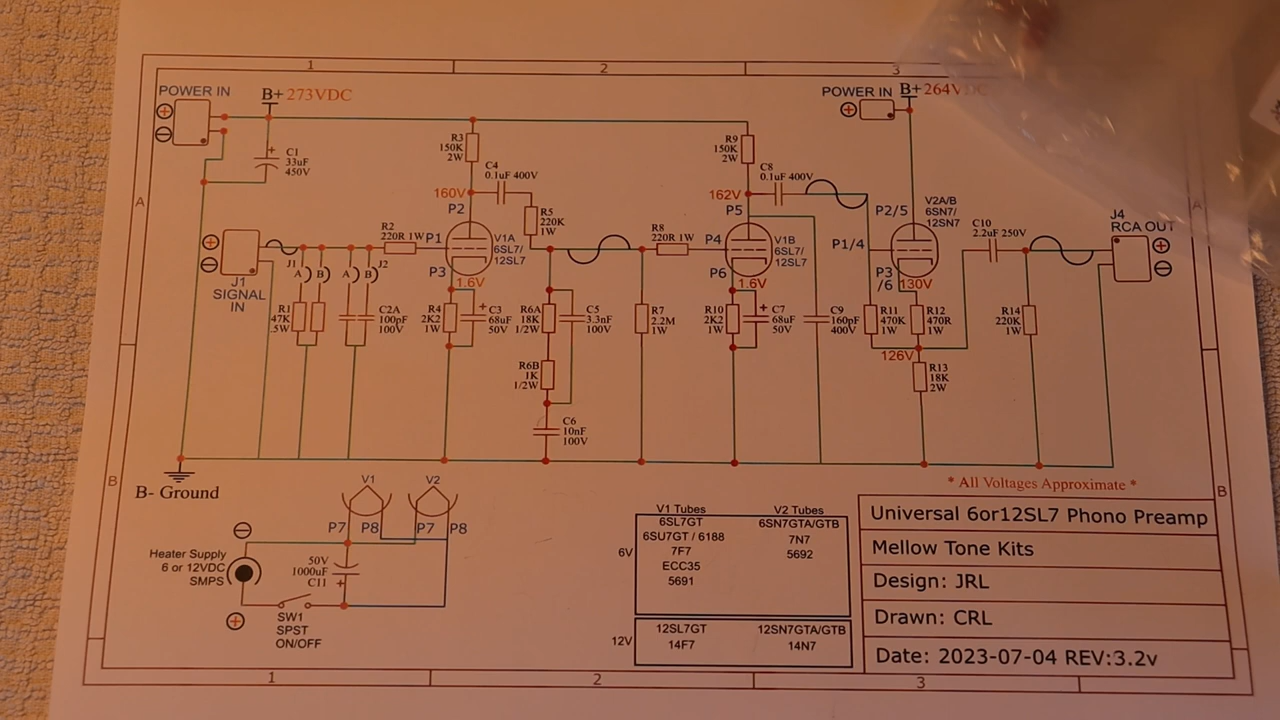 1
2
3
POWER IN
B+ 273VDC
POWER IN
B+ 264VDC
C1
33uF
450V
R3
150K
2W
C4
0.1uF 400V
R9
150K
2W
C8
0.1uF 400V
A
A
160V
162V
P2
R5
220K
1W
P5
P2/5
V2A/B
6SN7/
12SN7
J4
RCA OUT
R2
220R 1W
P1
V1A
6SL7/
12SL7
R8
220R 1W
P4
V1B
6SL7/
12SL7
P1/4
C10
2.2uF 250V
J1
SIGNAL
IN
J1
A
B
A
B
J2
P3
1.6V
P6
1.6V
P3
/6
130V
R1
47K
.5W
C2A
100pF
100V
R4
2K2
1W
C3
68uF
50V
R6A
18K
1/2W
C5
3.3nF
100V
R7
2.2M
1W
R10
2K2
1W
C7
68uF
50V
C9
160pF
400V
R11
470K
1W
R12
470R
1W
R14
220K
1W
126V
R6B
1K
1/2W
R13
18K
2W
C6
10nF
100V
B
B
B- Ground
* All Voltages Approximate *
V1
V2
P7
P8
P7
P8
Heater Supply
6 or 12VDC
SMPS
50V
1000uF
C11
SW1
SPST
ON/OFF
V1 Tubes
V2 Tubes
6V
6SL7GT
6SN7GTA/GTB
6SU7GT / 6188
7N7
7F7
5692
ECC35
5691
12V
12SL7GT
12SN7GTA/GTB
14F7
14N7
Universal 6or12SL7 Phono Preamp
Mellow Tone Kits
Design: JRL
Drawn: CRL
Date: 2023-07-04 REV:3.2v
1
2
3